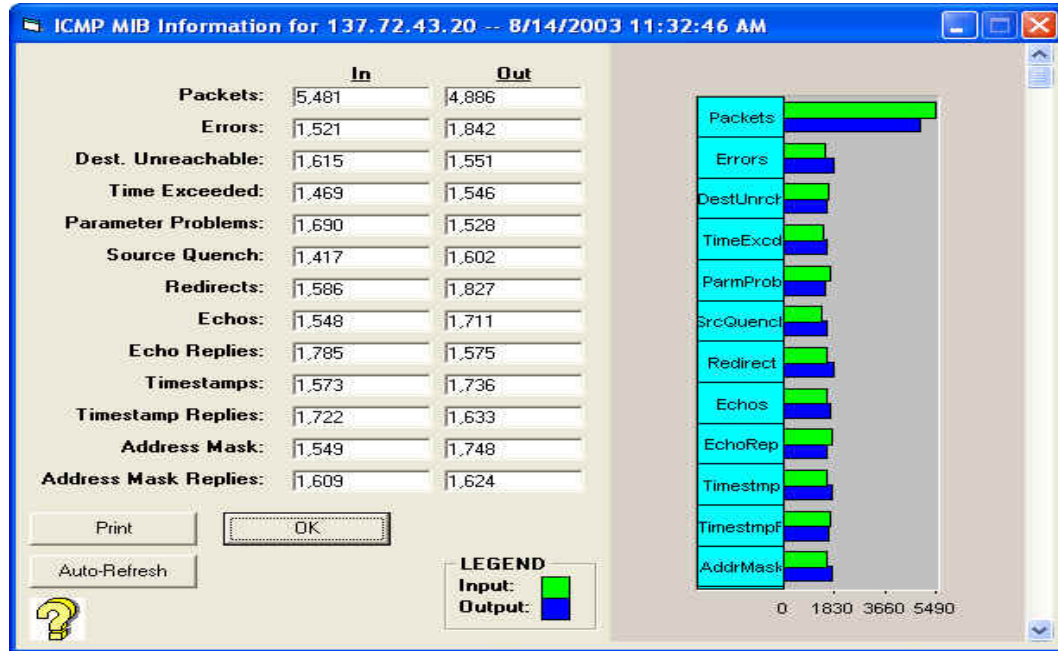 ICMP MIB Information for 137.72.43.20 -- 8/14/2003 11:32:46 AM
In Out
Packets: 5,481 4,886
Errors: 1,521 1,842
Dest. Unreachable: 1,615 1,551
Time Exceeded: 1,469 1,546
Parameter Problems: 1,690 1,528
Source Quench: 1,417 1,602
Redirects: 1,586 1,827
Echos: 1,548 1,711
Echo Replies: 1,785 1,575
Timestamps: 1,573 1,736
Timestamp Replies: 1,722 1,633
Address Mask: 1,549 1,748
Address Mask Replies: 1,609 1,624
Print OK
Auto-Refresh
LEGEND
Input:
Output:
Packets
Errors
DestUnrch
TimeExcd
ParmProb
SrcQuencl
Redirect
Echos
EchoRep
Timestmp
TimestmpF
AddrMask
0 1830 3660 5490